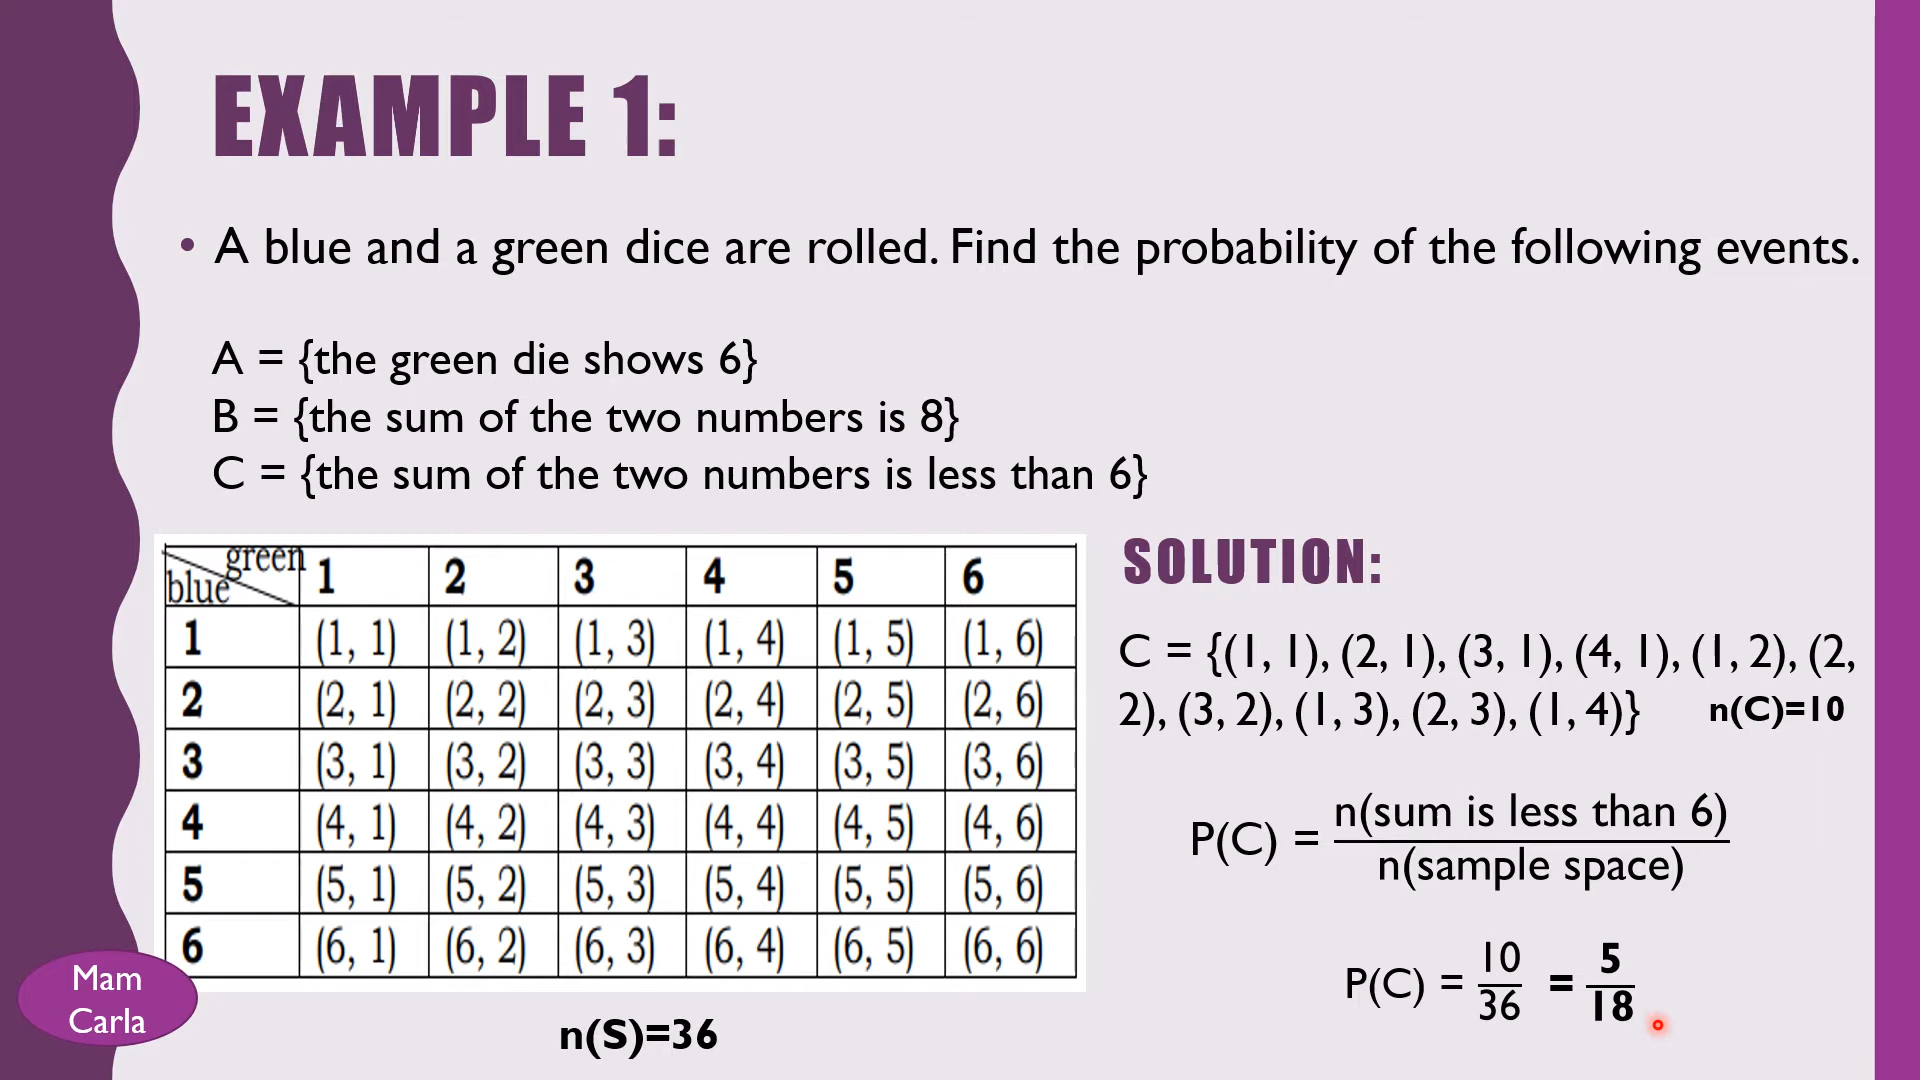 EXAMPLE 1:
• A blue and a green dice are rolled. Find the probability of the following events.
A = {the green die shows 6}
B = {the sum of the two numbers is 8}
C = {the sum of the two numbers is less than 6}
green
blue 1 2 3 4 5 6
1 (1, 1) (1, 2) (1, 3) (1, 4) (1, 5) (1, 6)
2 (2, 1) (2, 2) (2, 3) (2, 4) (2, 5) (2, 6)
3 (3, 1) (3, 2) (3, 3) (3, 4) (3, 5) (3, 6)
4 (4, 1) (4, 2) (4, 3) (4, 4) (4, 5) (4, 6)
5 (5, 1) (5, 2) (5, 3) (5, 4) (5, 5) (5, 6)
6 (6, 1) (6, 2) (6, 3) (6, 4) (6, 5) (6, 6)
n(S)=36
SOLUTION:
C = {(1, 1), (2, 1), (3, 1), (4, 1), (1, 2), (2,
2), (3, 2), (1, 3), (2, 3), (1, 4)} n(C)=10
n(sum is less than 6)
P(C) =
n(sample space)
10 5
P(C) = =
36 18
Mam
Carla